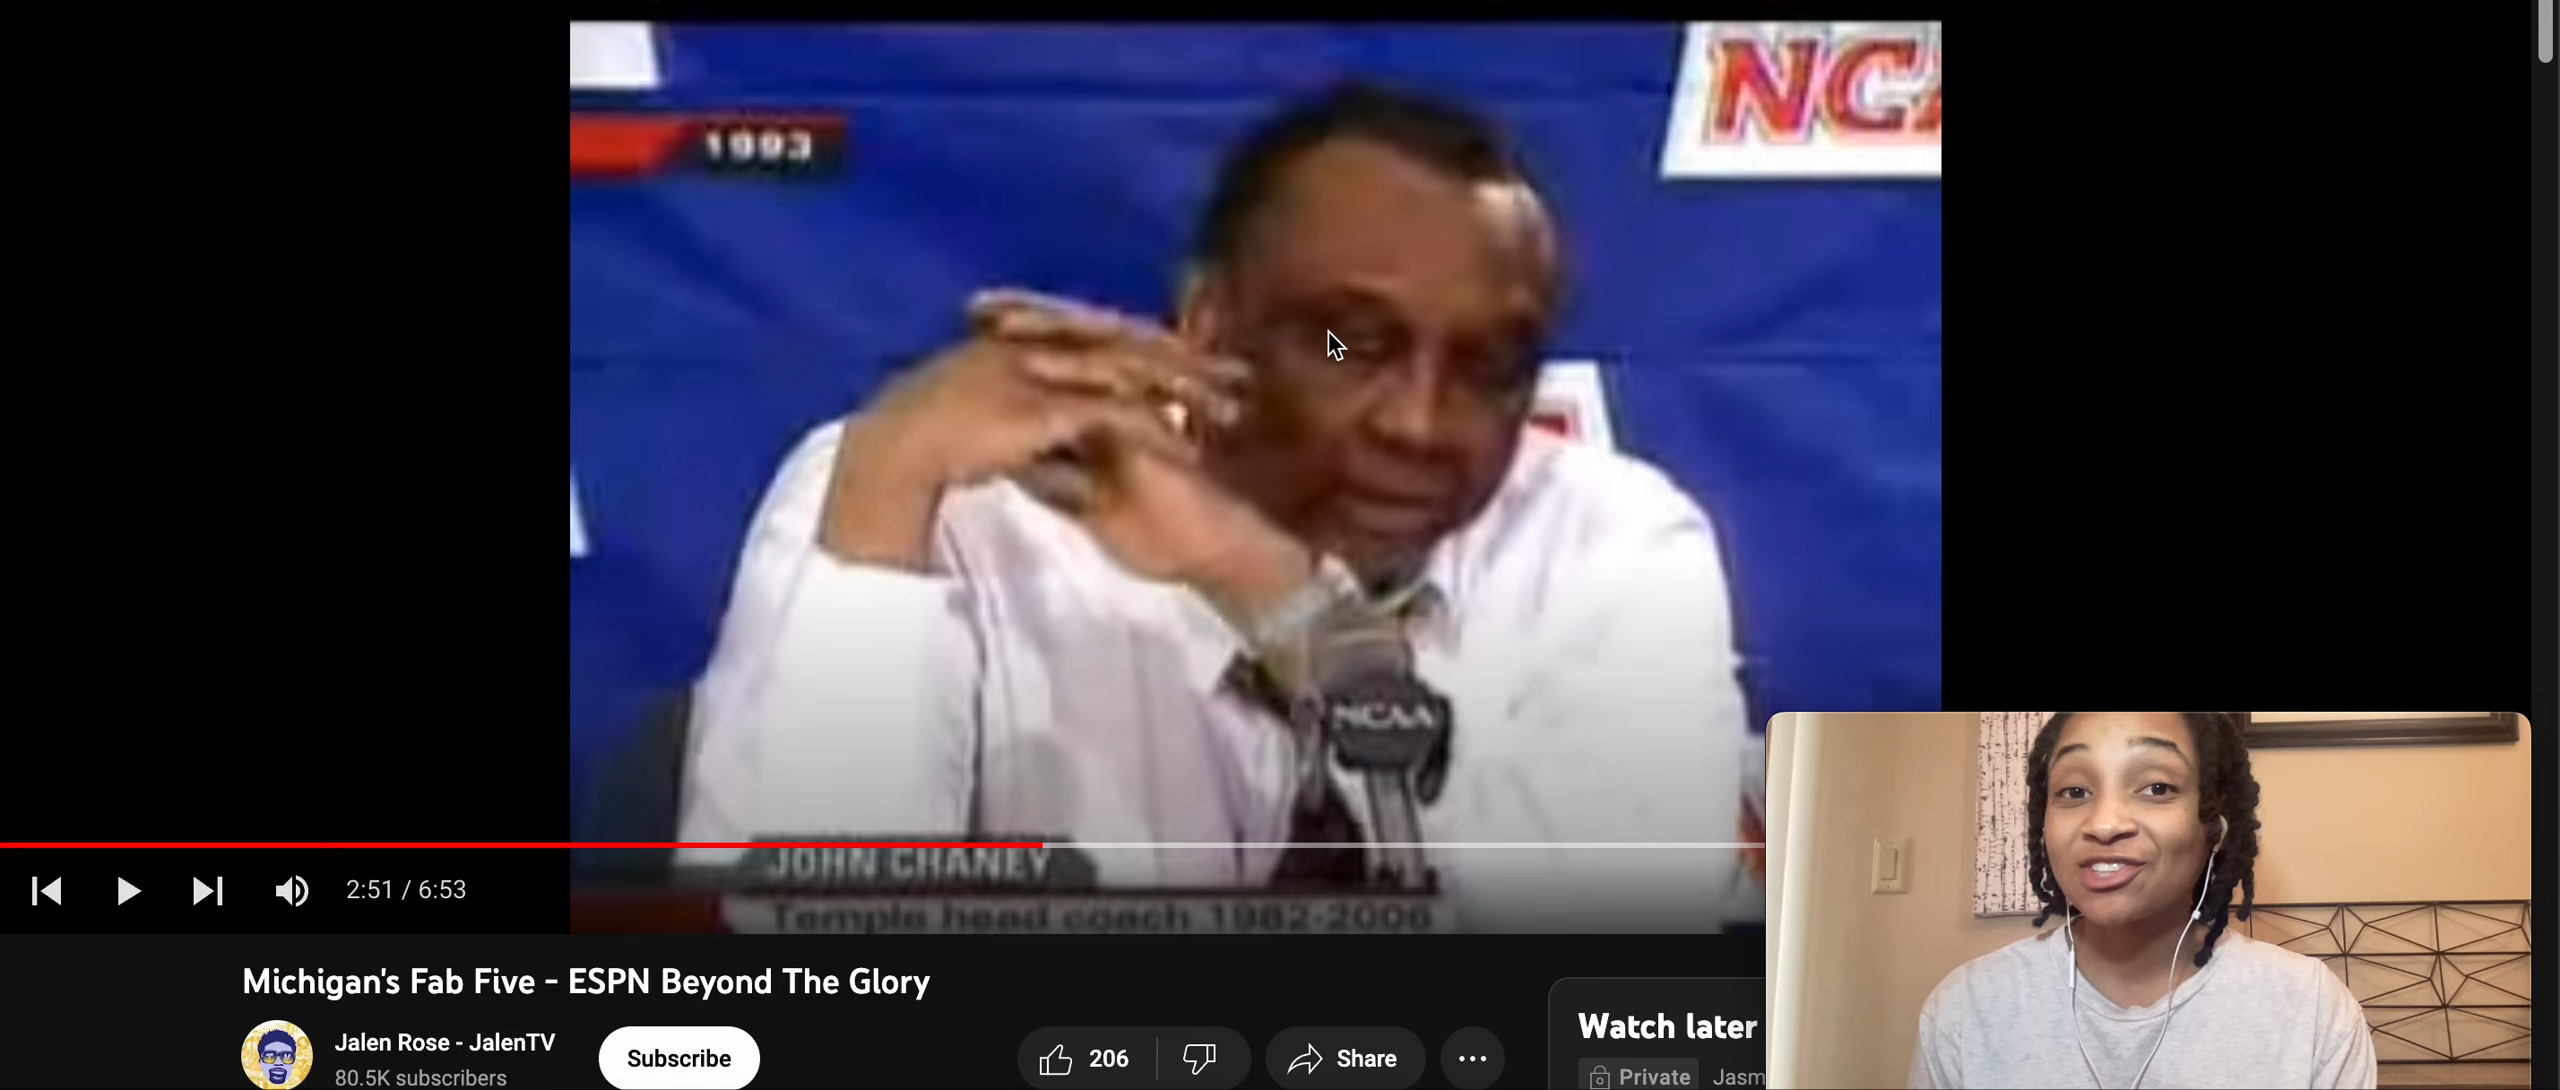 NCA
1993
NCAA
JOHN CHANEY
Temple head coach 1982-2006
2:51 / 6:53
Michigan's Fab Five - ESPN Beyond The Glory
Jalen Rose - JalenTV
80.5K subscribers
Subscribe
206
Share
Watch later
Private
Jasm